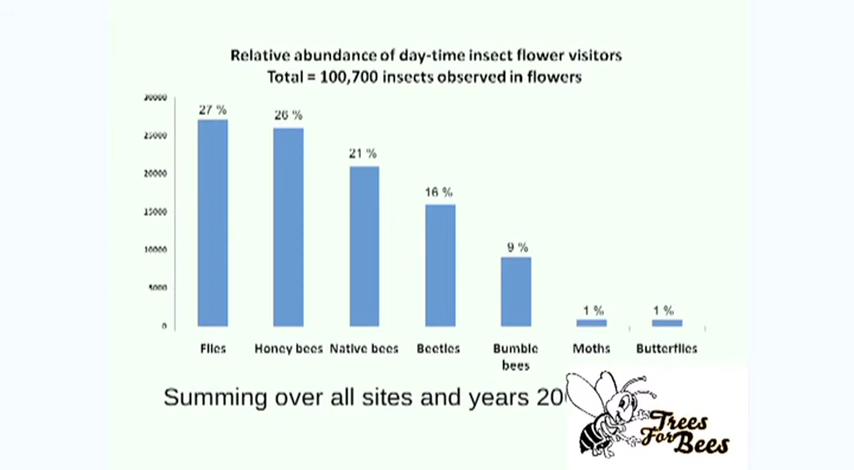 Relative abundance of day-time insect flower visitors
Total = 100,700 insects observed in flowers
30000
25000
20000
15000
10000
5000
0
27 %
26 %
21 %
16 %
9 %
1 %
1 %
Flies
Honey bees
Native bees
Beetles
Bumble
bees
Moths
Butterflies
Summing over all sites and years 20
Trees
For Bees